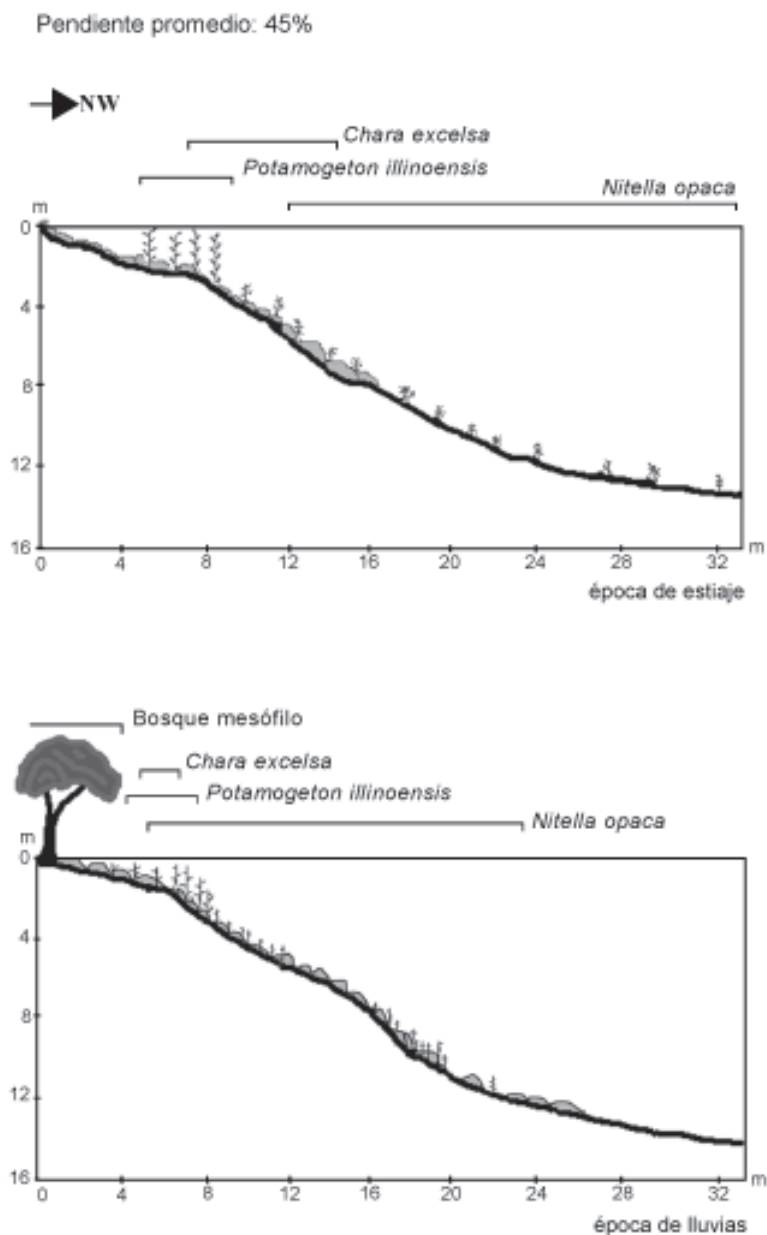 Pendiente promedio: 45%
NW
Chara excelsa
Potamogeton illinoensis
Nitella opaca
m
0
4
8
12
16
0 4 8 12 16 20 24 28 32 m
época de estiaje
Bosque mesófilo
Chara excelsa
Potamogeton illinoensis
Nitella opaca
m
0
4
8
12
16
0 4 8 12 16 20 24 28 32 m
época de lluvias